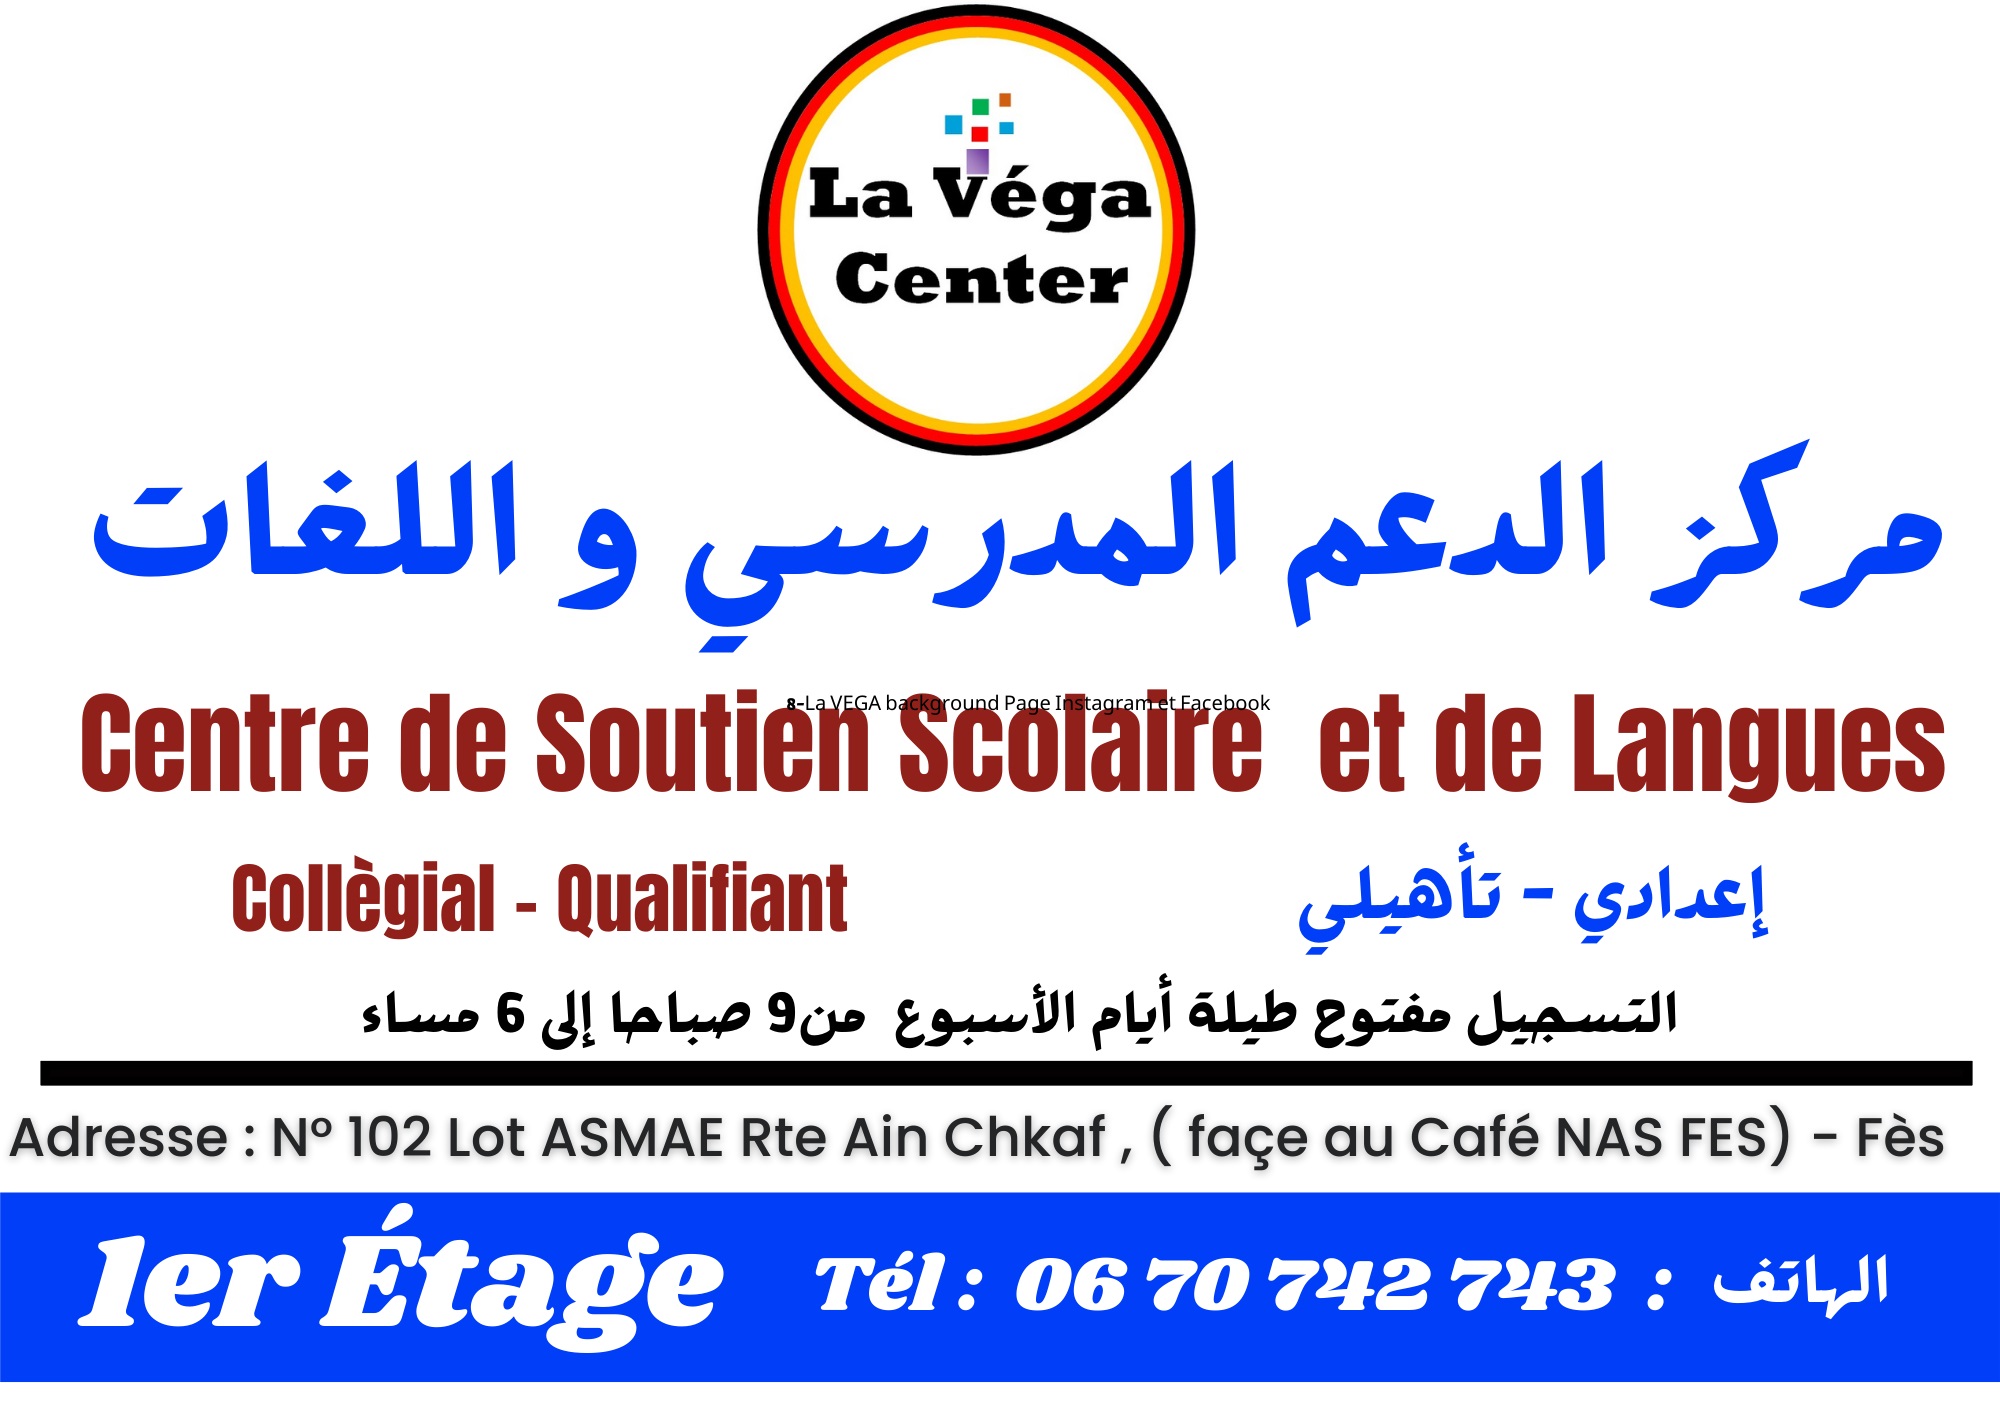 La Véga
Center
مركز الدعم المدرسي و اللغات
8-La VEGA background Page Instagram et Facebook
Centre de Soutien Scolaire et de Langues
Collègial - Qualifiant
إعدادي - تأهيلي
التسجيل مفتوح طيلة أيام الأسبوع من9 صباحا إلى 6 مساء
Adresse : N° 102 Lot ASMAE Rte Ain Chkaf , ( façe au Café NAS FES) - Fès
1er Étage
Tél : 06 70 742 743 : الهاتف